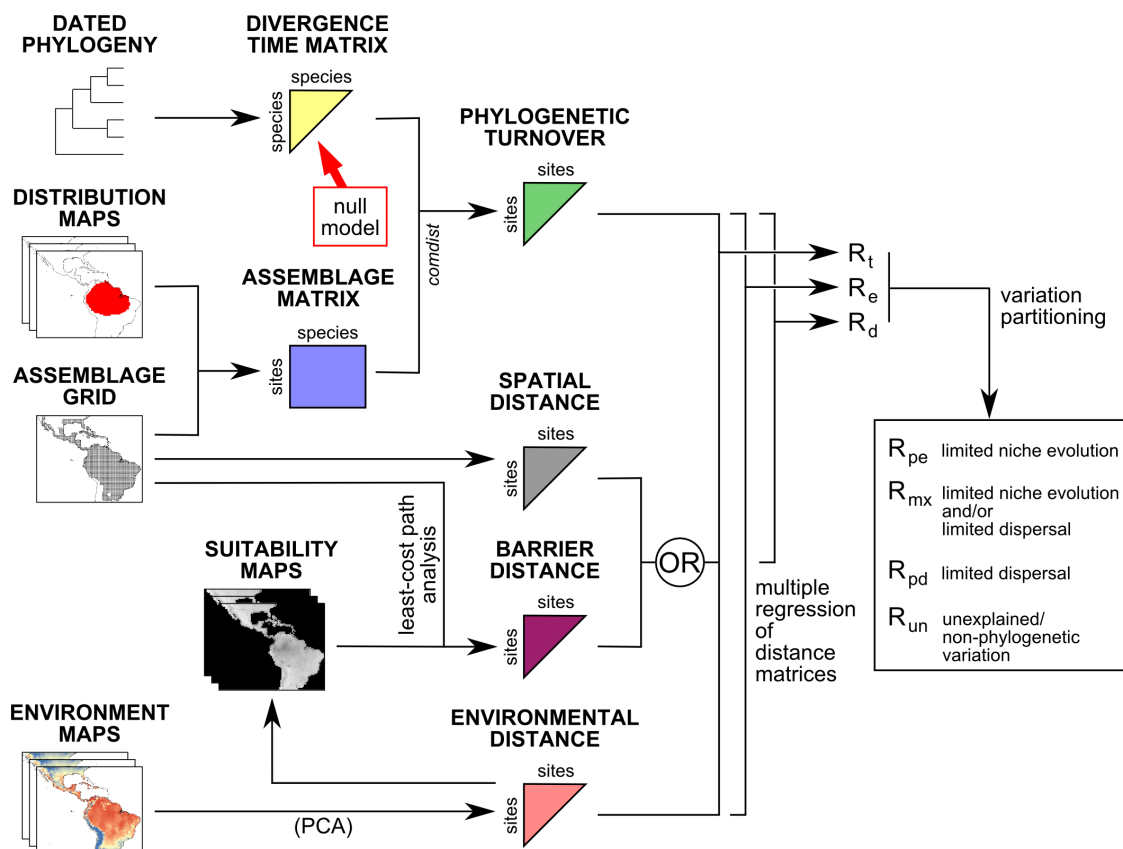 DATED
PHYLOGENY
DIVERGENCE
TIME MATRIX
species
species
null
model
DISTRIBUTION
MAPS
ASSEMBLAGE
MATRIX
species
sites
comdist
PHYLOGENETIC
TURNOVER
sites
sites
ASSEMBLAGE
GRID
SPATIAL
DISTANCE
sites
sites
least-cost path
analysis
SUITABILITY
MAPS
BARRIER
DISTANCE
sites
sites
OR
ENVIRONMENT
MAPS
(PCA)
ENVIRONMENTAL
DISTANCE
sites
sites
multiple
regression
of
distance
matrices
Rt
Re
Rd
variation
partitioning
Rpe limited niche evolution
Rmx limited niche evolution
and/or
limited dispersal
Rpd limited dispersal
Run unexplained/
non-phylogenetic
variation